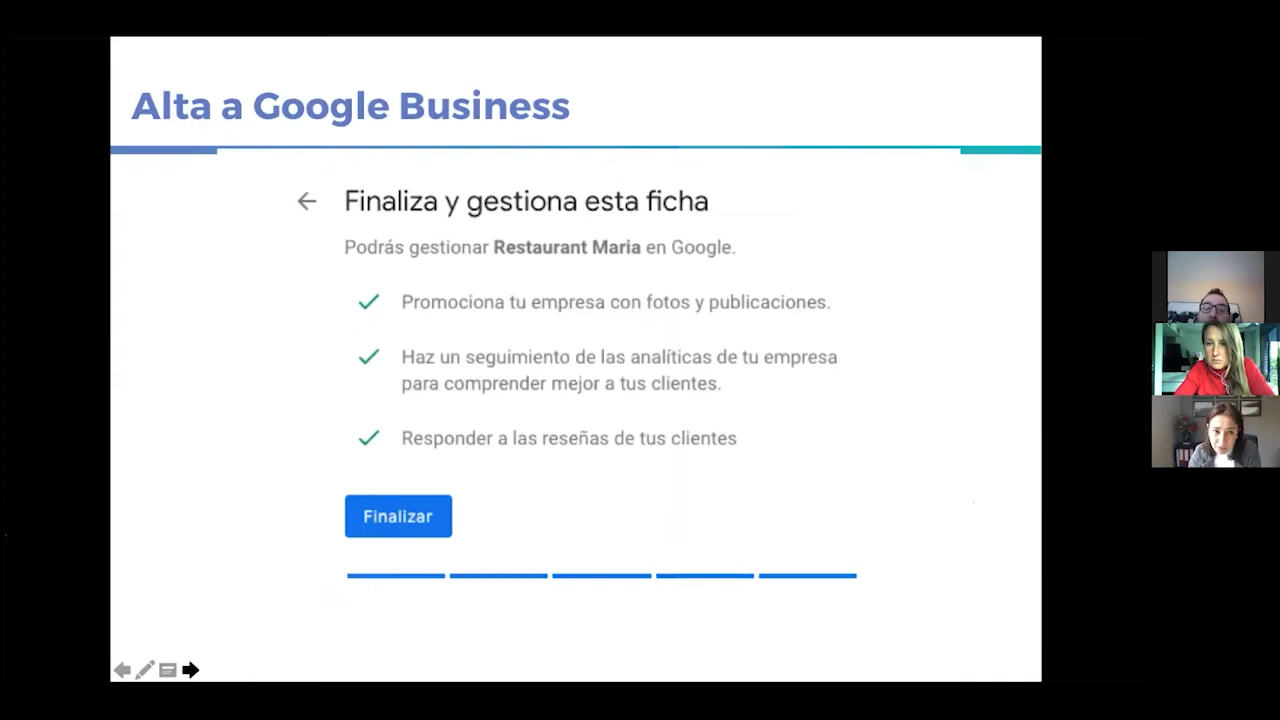 Alta a Google Business
Finaliza y gestiona esta ficha
Podrás gestionar Restaurant Maria en Google.
Promociona tu empresa con fotos y publicaciones.
Haz un seguimiento de las analíticas de tu empresa
para comprender mejor a tus clientes.
Responder a las reseñas de tus clientes
Finalizar